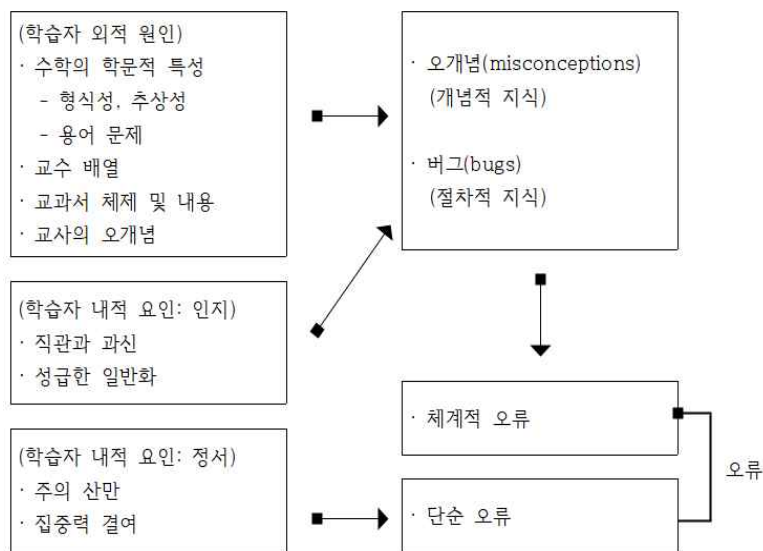 (학습자 외적 원인)
· 수학의 학문적 특성
- 형식성, 추상성
- 용어 문제
· 교수 배열
· 교과서 체제 및 내용
· 교사의 오개념
(학습자 내적 요인: 인지)
· 직관과 과신
· 성급한 일반화
(학습자 내적 요인: 정서)
· 주의 산만
· 집중력 결여
· 오개념(misconceptions)
(개념적 지식)
· 버그(bugs)
(절차적 지식)
· 체계적 오류
· 단순 오류
오류